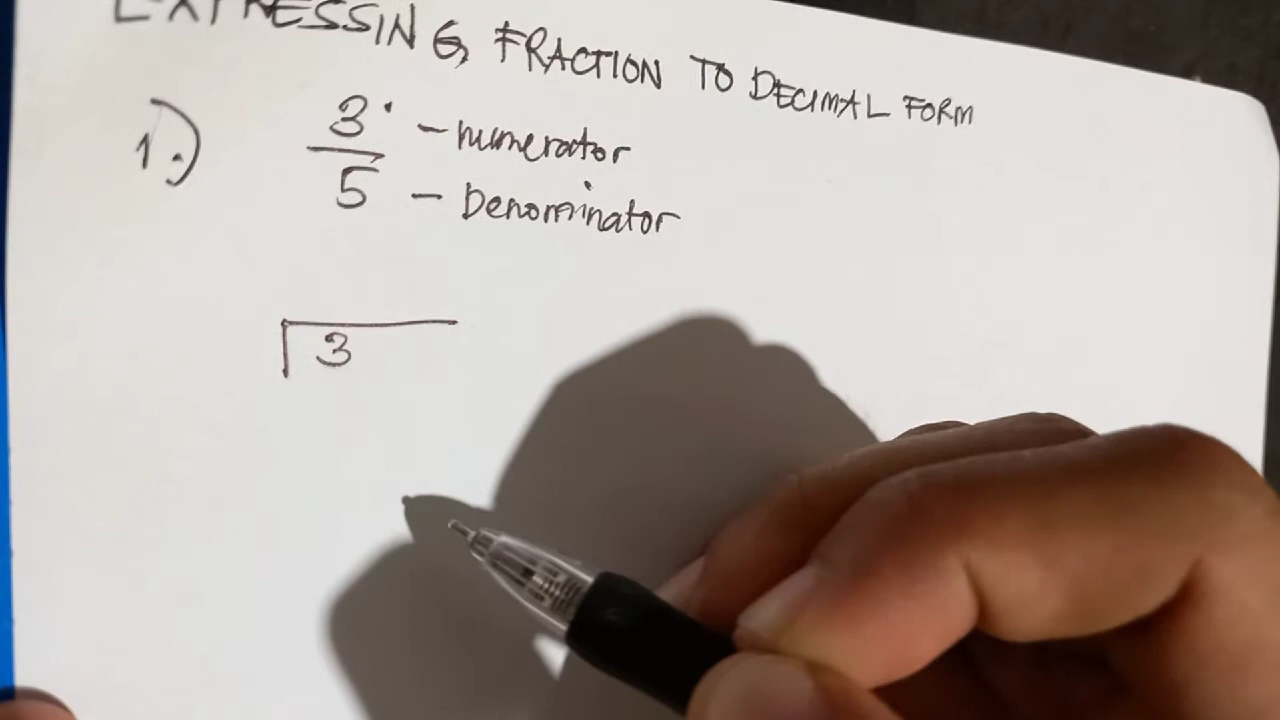 EXPRESSING FRACTION TO DECIMAL FORM
1.) 3 - numerator
5 - Denominator
3